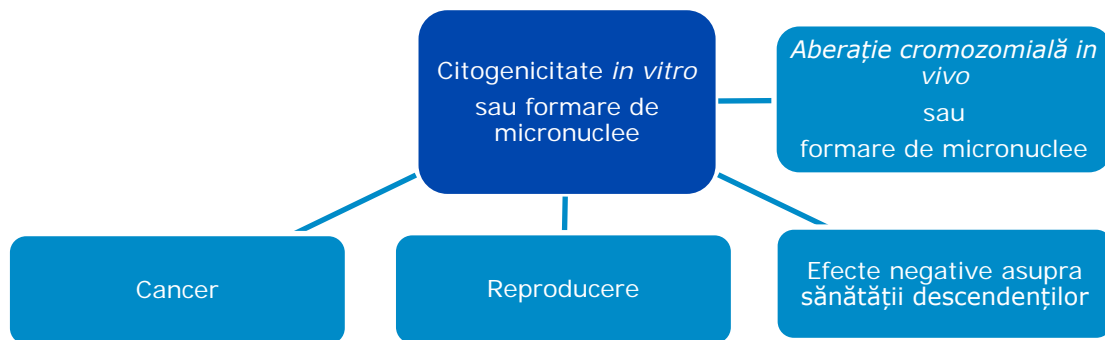 Citogenicitate in vitro
sau formare de
micronuclee
Aberație cromozomială in
vivo
sau
formare de micronuclee
Cancer
Reproducere
Efecte negative asupra
sănătății descendenților